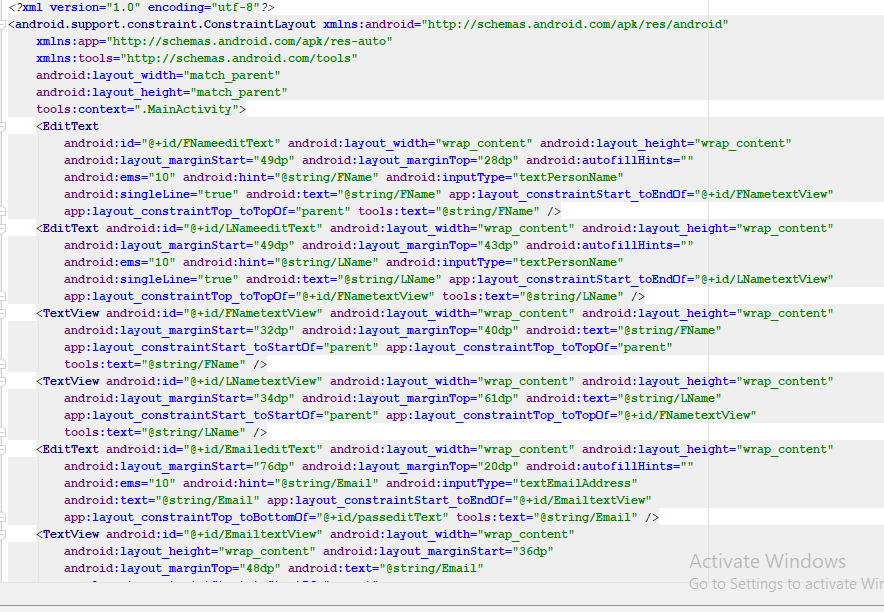 <?xml version="1.0" encoding="utf-8"?>
<android.support.constraint.ConstraintLayout xmlns:android="http://schemas.android.com/apk/res/android"
xmlns:app="http://schemas.android.com/apk/res-auto"
xmlns:tools="http://schemas.android.com/tools"
android:layout_width="match_parent"
android:layout_height="match_parent"
tools:context=".MainActivity">
<EditText
android:id="@+id/FNameeditText" android:layout_width="wrap_content" android:layout_height="wrap_content"
android:layout_marginStart="49dp" android:layout_marginTop="28dp" android:autofillHints=""
android:ems="10" android:hint="@string/FName" android:inputType="textPersonName"
android:singleLine="true" android:text="@string/FName" app:layout_constraintStart_toEndOf="@+id/FNametextView"
app:layout_constraintTop_toTopOf="parent" tools:text="@string/FName" />
<EditText android:id="@+id/LNameeditText" android:layout_width="wrap_content" android:layout_height="wrap_content"
android:layout_marginStart="49dp" android:layout_marginTop="43dp" android:autofillHints=""
android:ems="10" android:hint="@string/LName" android:inputType="textPersonName"
android:singleLine="true" android:text="@string/LName" app:layout_constraintStart_toEndOf="@+id/LNametextView"
app:layout_constraintTop_toTopOf="@+id/FNametextView" tools:text="@string/LName" />
<TextView android:id="@+id/FNametextView" android:layout_width="wrap_content" android:layout_height="wrap_content"
android:layout_marginStart="32dp" android:layout_marginTop="40dp" android:text="@string/FName"
app:layout_constraintStart_toStartOf="parent" app:layout_constraintTop_toTopOf="parent"
tools:text="@string/FName" />
<TextView android:id="@+id/LNametextView" android:layout_width="wrap_content" android:layout_height="wrap_content"
android:layout_marginStart="34dp" android:layout_marginTop="61dp" android:text="@string/LName"
app:layout_constraintStart_toStartOf="parent" app:layout_constraintTop_toTopOf="@+id/FNametextView"
tools:text="@string/LName" />
<EditText android:id="@+id/EmaileditText" android:layout_width="wrap_content" android:layout_height="wrap_content"
android:layout_marginStart="76dp" android:layout_marginTop="20dp" android:autofillHints=""
android:ems="10" android:hint="@string/Email" android:inputType="textEmailAddress"
android:text="@string/Email" app:layout_constraintStart_toEndOf="@+id/EmailtextView"
app:layout_constraintTop_toBottomOf="@+id/passeditText" tools:text="@string/Email" />
<TextView android:id="@+id/EmailtextView" android:layout_width="wrap_content"
android:layout_height="wrap_content" android:layout_marginStart="36dp"
android:layout_marginTop="48dp" android:text="@string/Email"
Activate Windows
Go to Settings to activate Win